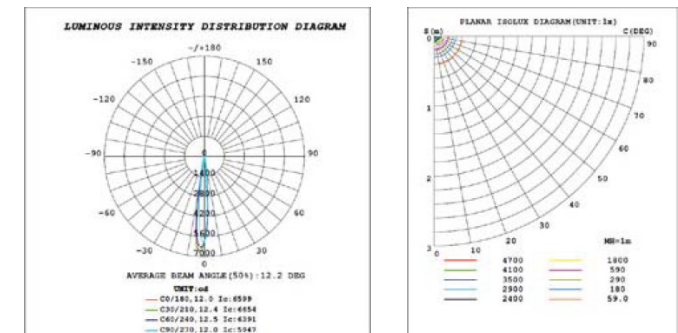 LUMINOUS INTENSITY DISTRIBUTION DIAGRAM
-/+180
-150 150
-120 120
-90 90
-60 60
-30 30
0
0
1400
2800
4200
5600
7000
AVERAGE BEAM ANGLE(50%):12.2 DEG
UNIT:cd
C0/180,12.0 Ic:6599
C30/210,12.4 Ic:6654
C60/240,12.5 Ic:6391
C90/270,12.0 Ic:5947
PLANAR ISOLUX DIAGRAM(UNIT:lx)
S(m) C(DEG)
0 90
80
1
70
60
2 50
40
30
3 0 10 20
MH=1m
4700 1800
4100 590
3500 290
2900 180
2400 59.0